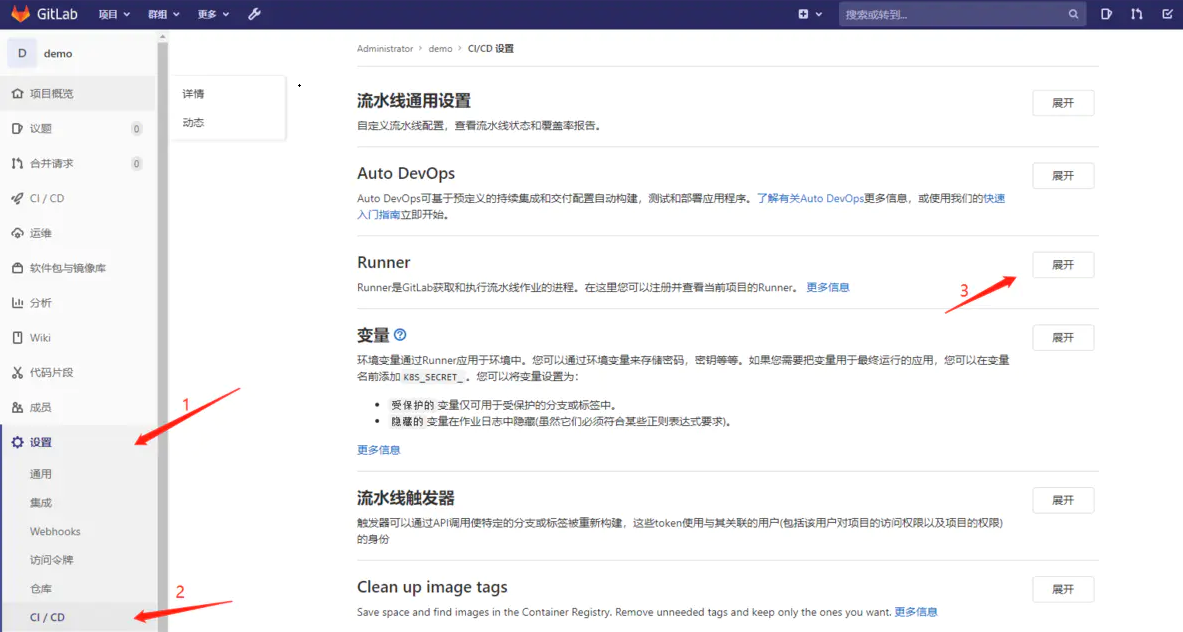 GitLab 项目 群组 更多 搜索或转到...
D demo
项目概览
议题 0
合并请求 0
CI / CD
运维
软件包与镜像库
分析
Wiki
代码片段
成员
设置
通用
集成
Webhooks
访问令牌
仓库
CI / CD
详情
动态
1
2
3
Administrator > demo > CI/CD 设置
流水线通用设置
展开
自定义流水线配置，查看流水线状态和覆盖率报告。
Auto DevOps
展开
Auto DevOps可基于预定义的持续集成和交付配置自动构建，测试和部署应用程序。了解有关Auto DevOps更多信息，或使用我们的快速
入门指南立即开始。
Runner
展开
Runner是GitLab获取和执行流水线作业的进程。在这里您可以注册并查看当前项目的Runner。 更多信息
变量
展开
环境变量通过Runner应用于环境中。您可以通过环境变量来存储密码，密钥等等。如果您需要把变量用于最终运行的应用，您可以在变量
名前添加 K8S_SECRET_ 。您可以将变量设置为：
• 受保护的 变量仅可用于受保护的分支或标签中。
• 隐藏的 变量在作业日志中隐藏(虽然它们必须符合某些正则表达式要求)。
更多信息
流水线触发器
展开
触发器可以通过API调用使特定的分支或标签被重新构建，这些token使用与其关联的用户(包括该用户对项目的访问权限以及项目的权限)
的身份
Clean up image tags
展开
Save space and find images in the Container Registry. Remove unneeded tags and keep only the ones you want. 更多信息